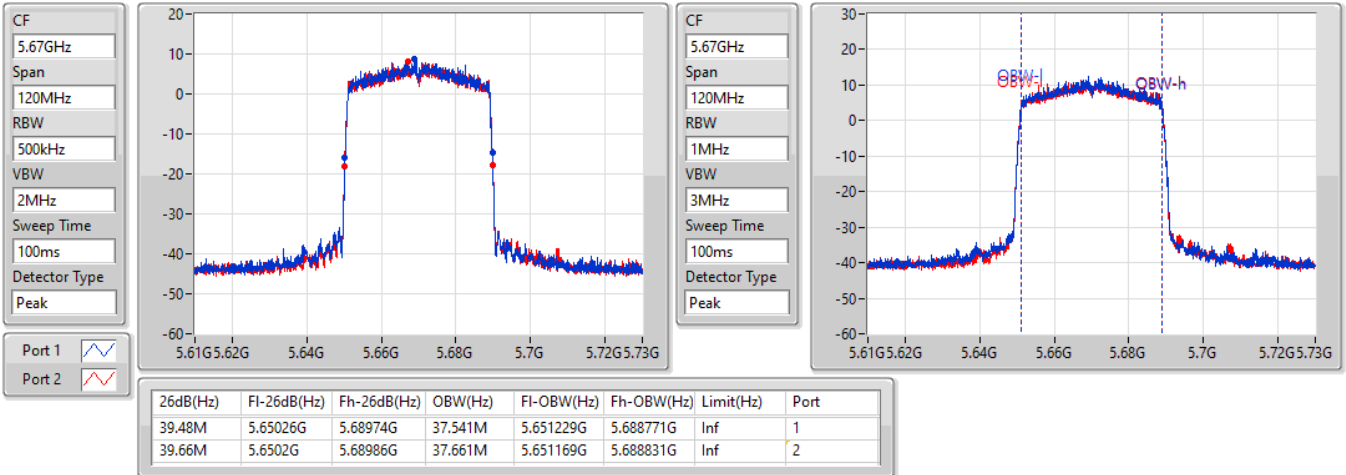 CF
5.67GHz
Span
120MHz
RBW
500kHz
VBW
2MHz
Sweep Time
100ms
Detector Type
Peak
20
10
0
-10
-20
-30
-40
-50
-60
5.61G 5.62G 5.64G 5.66G 5.68G 5.7G 5.72G 5.73G
CF
5.67GHz
Span
120MHz
RBW
1MHz
VBW
3MHz
Sweep Time
100ms
Detector Type
Peak
30
20
10
0
-10
-20
-30
-40
-50
-60
OBW-l
OBW-l
OBW-h
5.61G 5.62G 5.64G 5.66G 5.68G 5.7G 5.72G 5.73G
Port 1
Port 2
26dB(Hz) Fl-26dB(Hz) Fh-26dB(Hz) OBW(Hz) Fl-OBW(Hz) Fh-OBW(Hz) Limit(Hz) Port
39.48M 5.65026G 5.68974G 37.541M 5.651229G 5.688771G Inf 1
39.66M 5.6502G 5.68986G 37.661M 5.651169G 5.688831G Inf 2